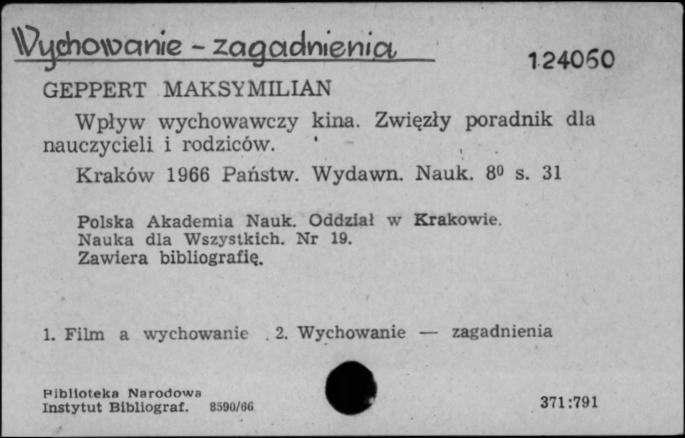 Wychowanie - zagadnienia
124060
GEPPERT MAKSYMILIAN
Wpływ wychowawczy kina. Zwięzły poradnik dla
nauczycieli i rodziców.
Kraków 1966 Państw. Wydawn. Nauk. 8⁰ s. 31
Polska Akademia Nauk. Oddział w Krakowie.
Nauka dla Wszystkich. Nr 19.
Zawiera bibliografię.
1. Film a wychowanie . 2. Wychowanie — zagadnienia
Biblioteka Narodowa
Instytut Bibliograf. 8590/66
371:791